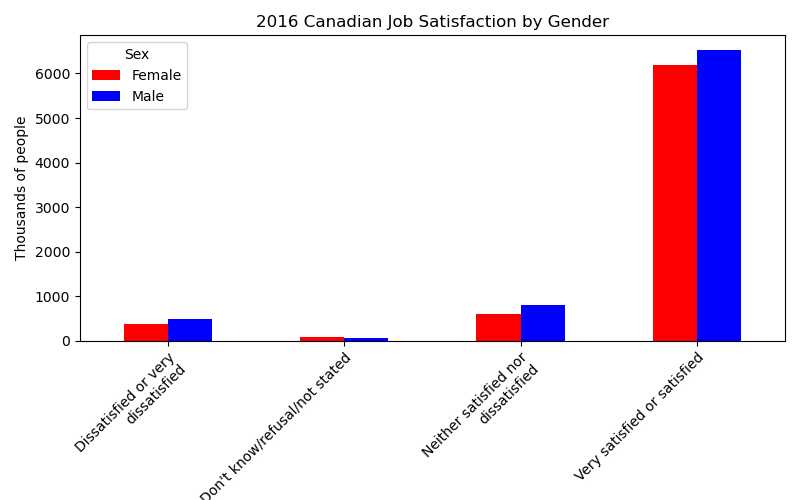 2016 Canadian Job Satisfaction by Gender
Sex
Female
Male
Thousands of people
6000
5000
4000
3000
2000
1000
0
Dissatisfied or very
dissatisfied
Don't know/refusal/not stated
Neither satisfied nor
dissatisfied
Very satisfied or satisfied